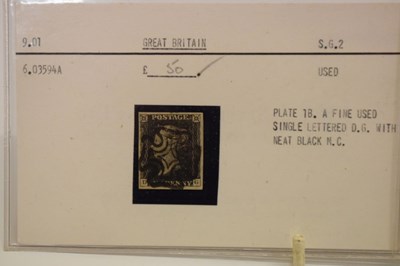 9.01 GREAT BRITAIN S.G.2
6.03594A £ 50 USED
PLATE 1B. A FINE USED
SINGLE LETTERED D.G. WITH
NEAT BLACK M.C.
POSTAGE